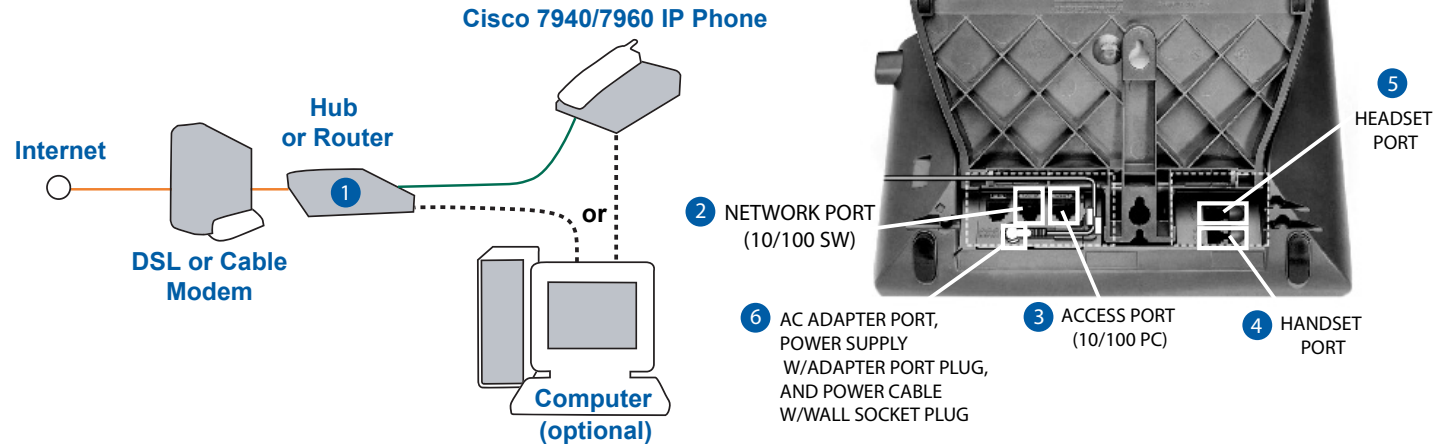 Cisco 7940/7960 IP Phone
Hub
or Router
Internet
1
or
DSL or Cable
Modem
Computer
(optional)
5
HEADSET
PORT
2 NETWORK PORT
(10/100 SW)
6 AC ADAPTER PORT,
POWER SUPPLY
W/ADAPTER PORT PLUG,
AND POWER CABLE
W/WALL SOCKET PLUG
3 ACCESS PORT
(10/100 PC)
4 HANDSET
PORT